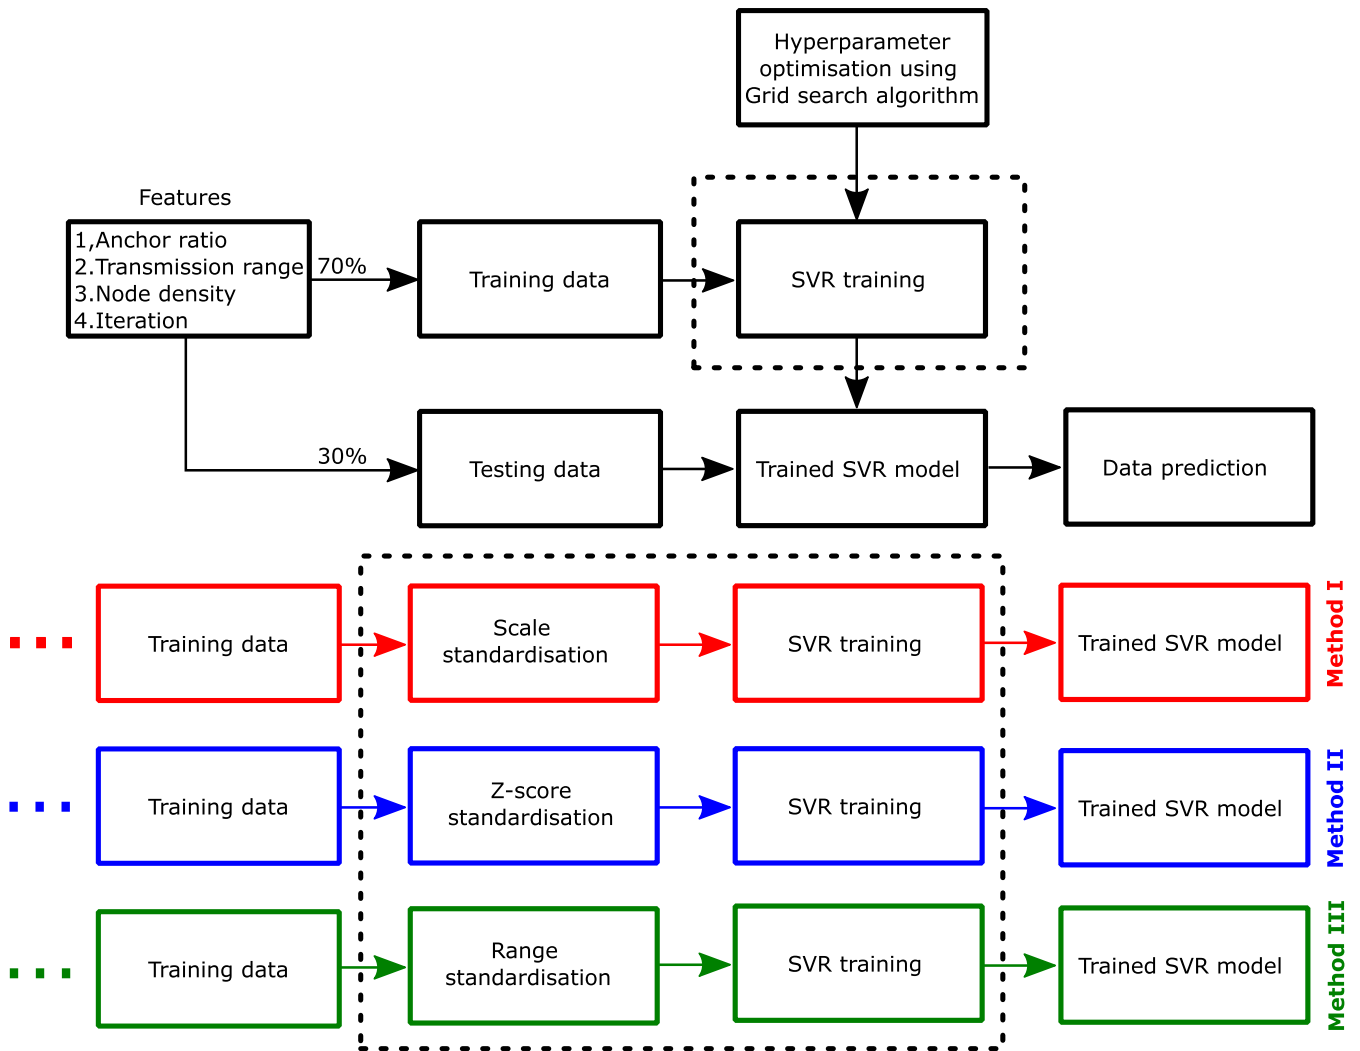 Hyperparameter
optimisation using
Grid search algorithm
Features
1,Anchor ratio
2.Transmission range
3.Node density
4.Iteration
70%
Training data
SVR training
30%
Testing data
Trained SVR model
Data prediction
Training data
Scale
standardisation
SVR training
Trained SVR model
Method I
Training data
Z-score
standardisation
SVR training
Trained SVR model
Method II
Training data
Range
standardisation
SVR training
Trained SVR model
Method III